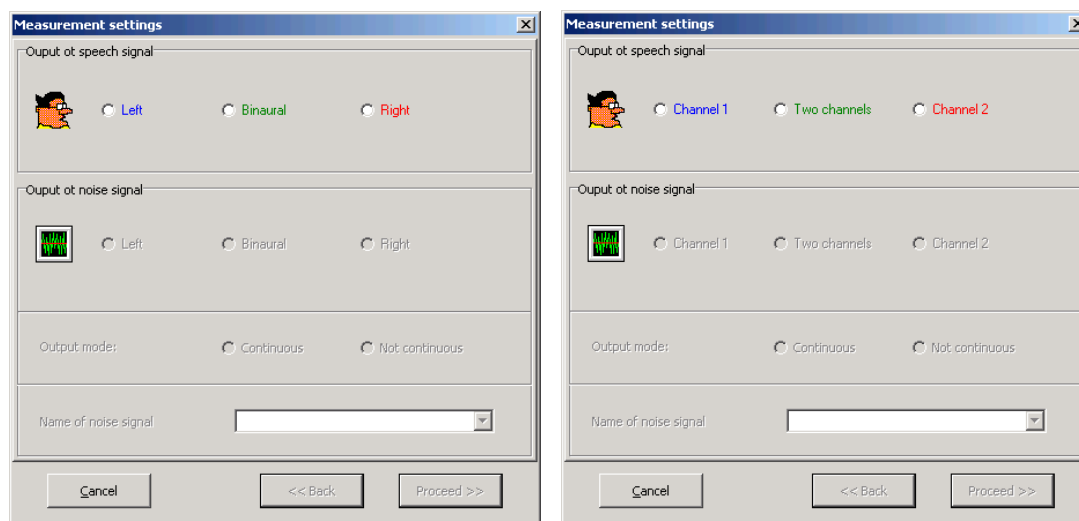 Measurement settings
Ouput ot speech signal
Left Binaural Right
Ouput ot noise signal
Left Binaural Right
Output mode: Continuous Not continuous
Name of noise signal
Cancel << Back Proceed >>
Measurement settings
Ouput ot speech signal
Channel 1 Two channels Channel 2
Ouput ot noise signal
Channel 1 Two channels Channel 2
Output mode: Continuous Not continuous
Name of noise signal
Cancel << Back Proceed >>